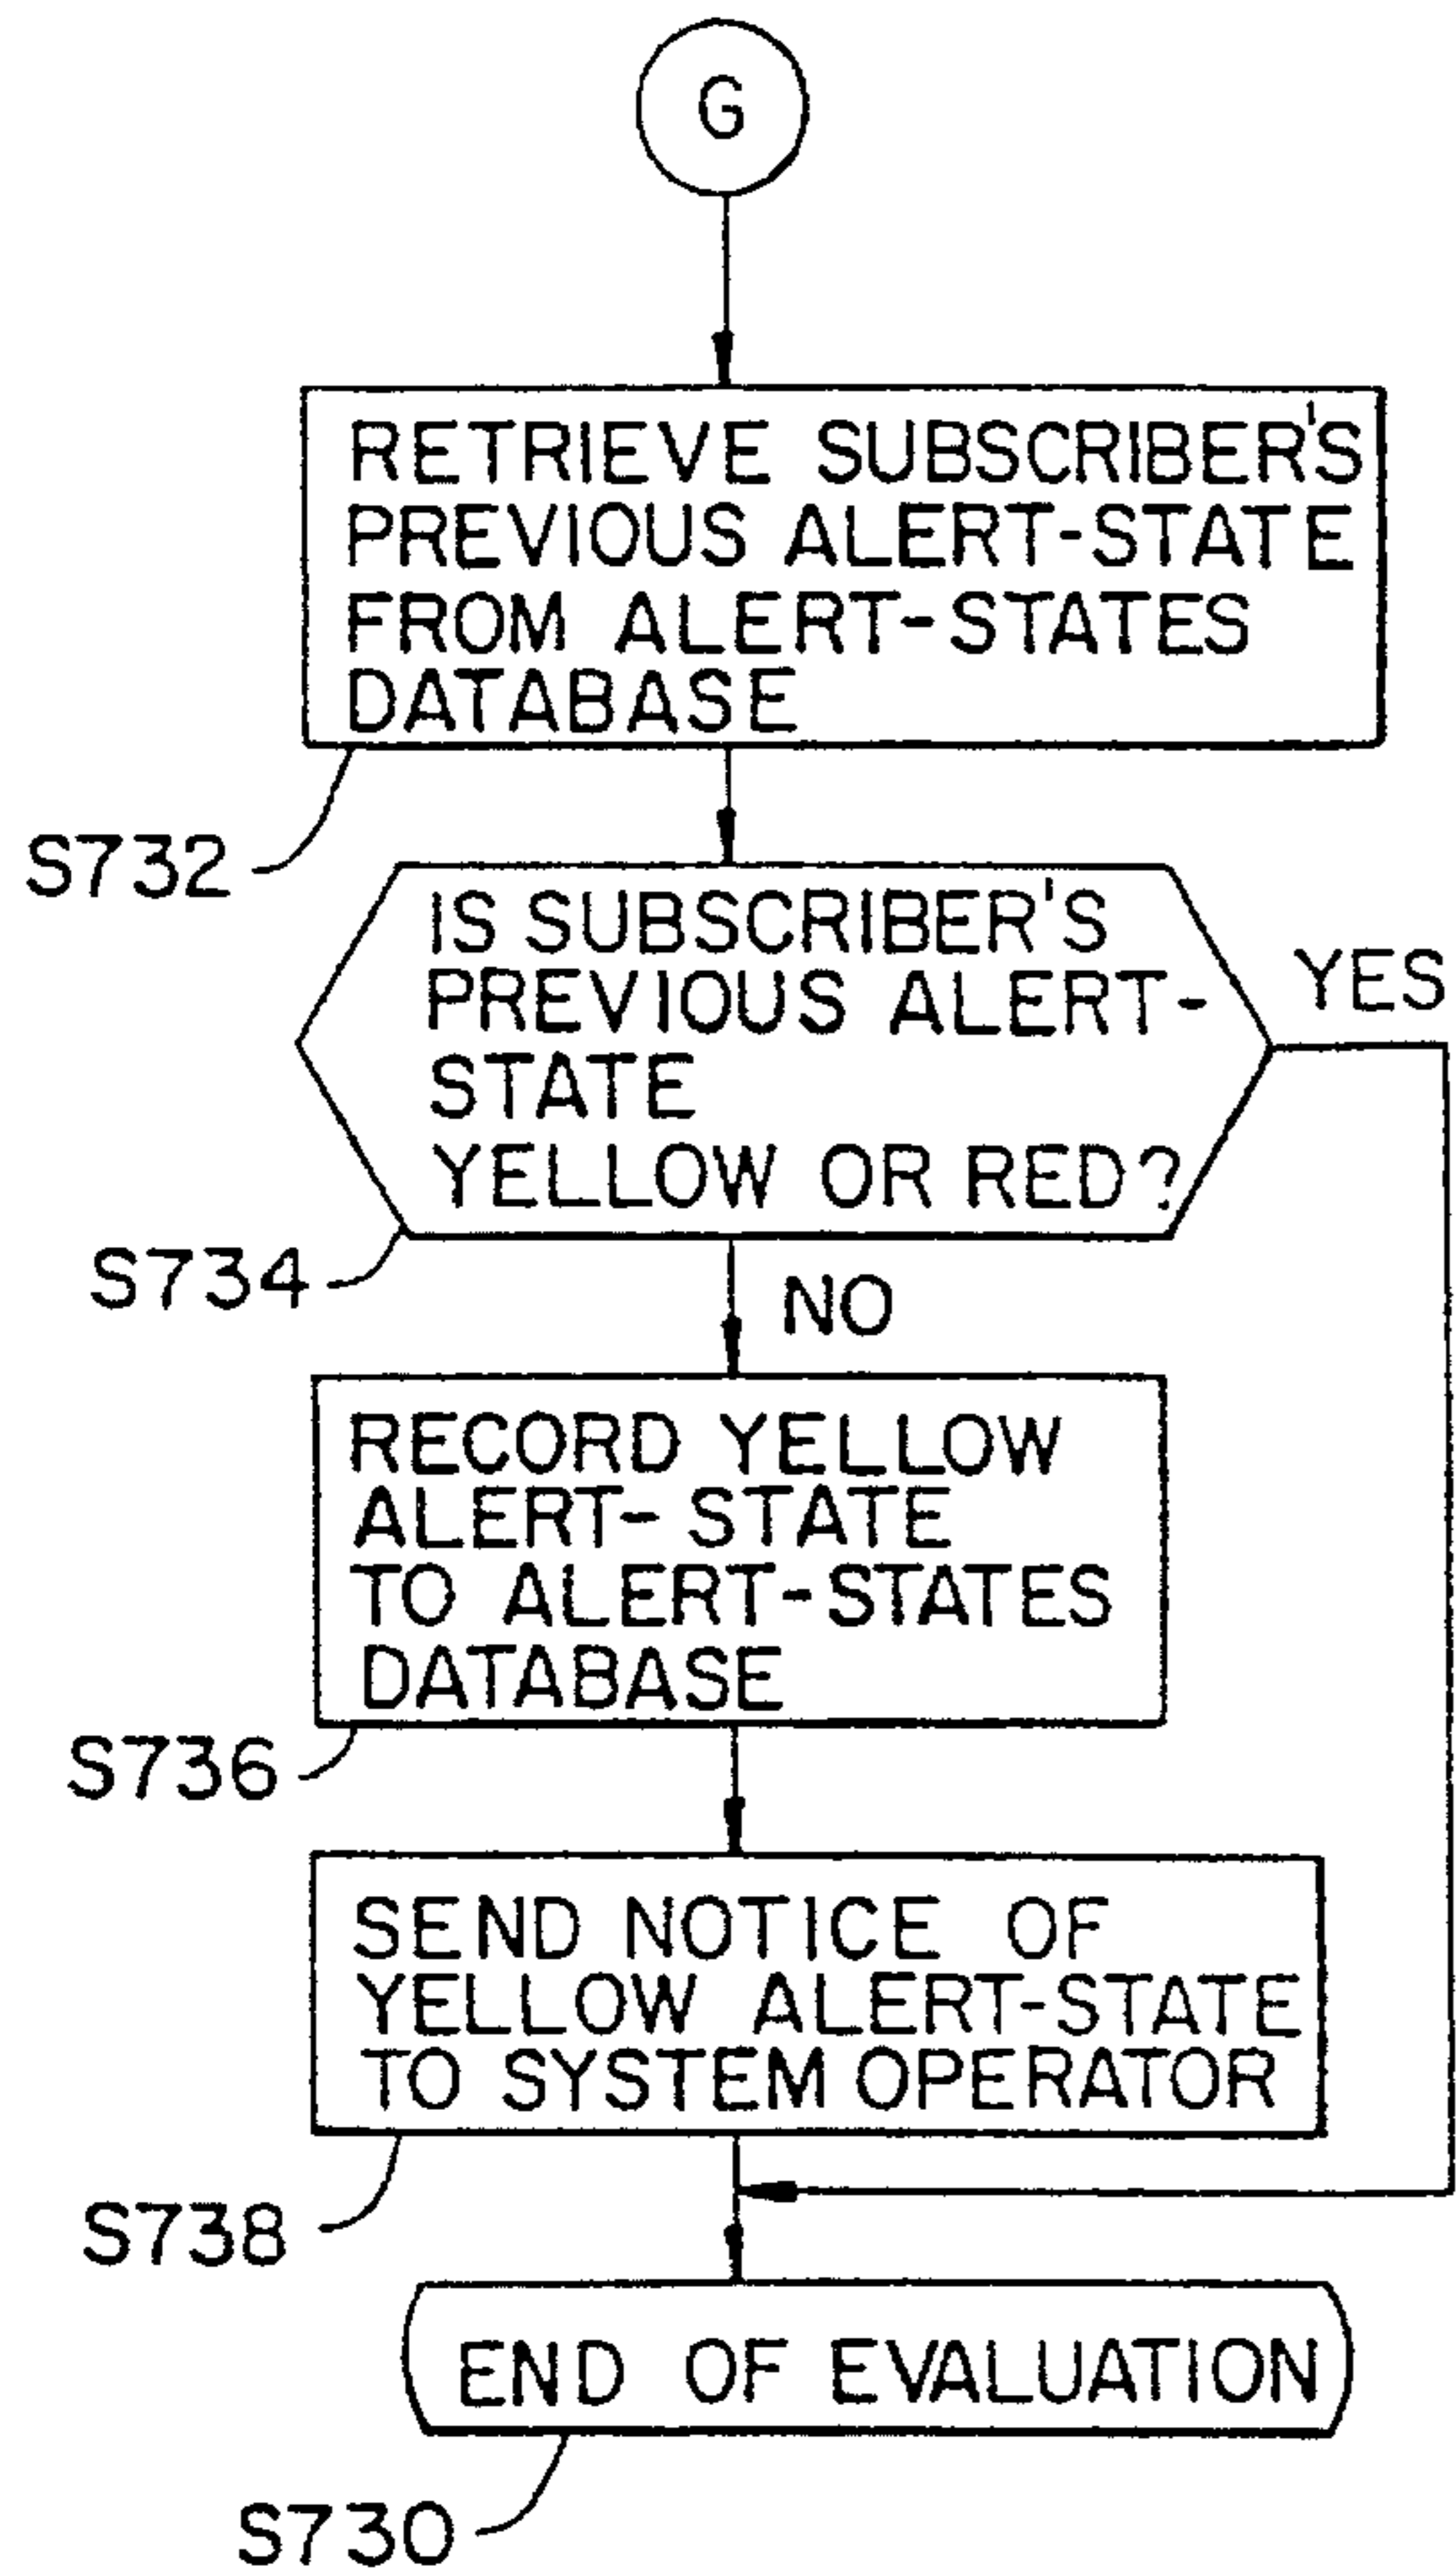 G
RETRIEVE SUBSCRIBER'S
PREVIOUS ALERT-STATE
FROM ALERT-STATES
DATABASE
S732
IS SUBSCRIBER'S
PREVIOUS ALERT-
STATE
YELLOW OR RED?
YES
S734
NO
RECORD YELLOW
ALERT-STATE
TO ALERT-STATES
DATABASE
S736
SEND NOTICE OF
YELLOW ALERT-STATE
TO SYSTEM OPERATOR
S738
END OF EVALUATION
S730